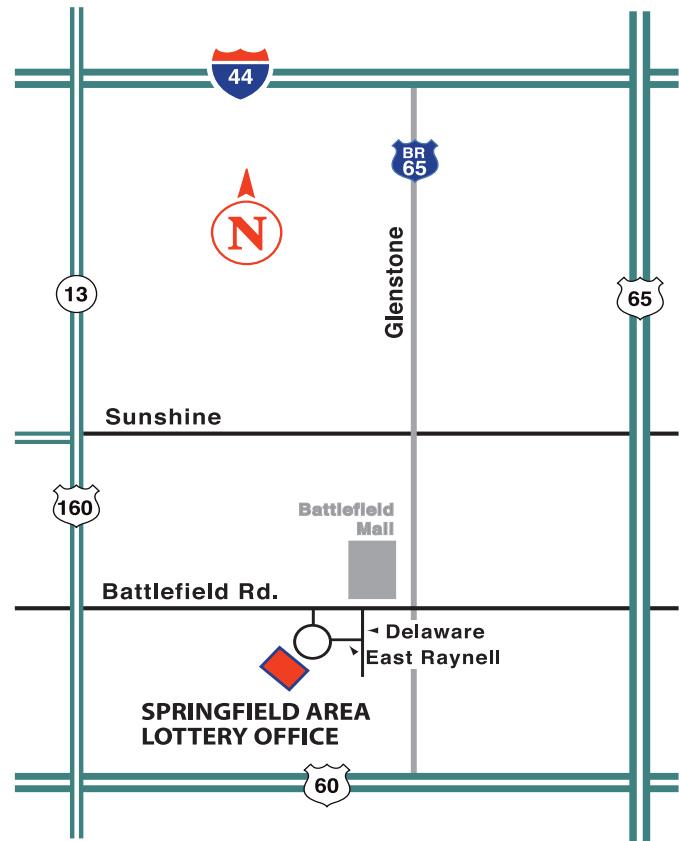 44
BR
65
N
Glenstone
13
65
Sunshine
160
Battlefield
Mall
Battlefield Rd.
Delaware
East Raynell
SPRINGFIELD AREA
LOTTERY OFFICE
60